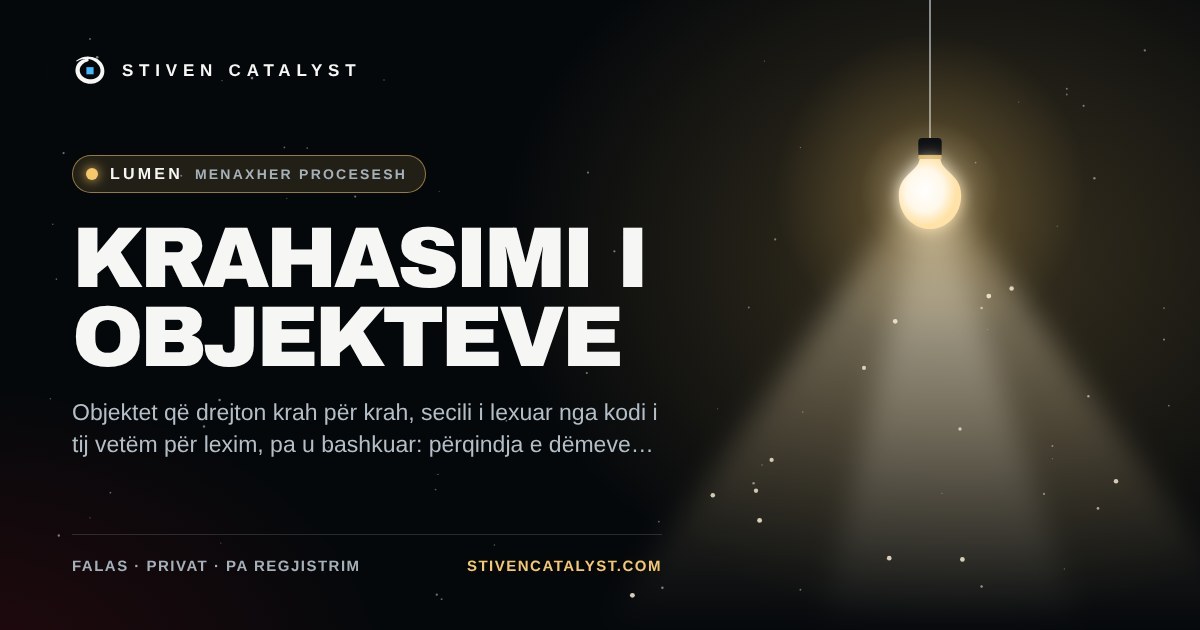 STIVEN CATALYST
LUMEN MENAXHER PROCESESH
KRAHASIMI I
OBJEKTEVE
Objektet që drejton krah për krah, secili i lexuar nga kodi i
tij vetëm për lexim, pa u bashkuar: përqindja e dëmeve…
FALAS · PRIVAT · PA REGJISTRIM
STIVENCATALYST.COM